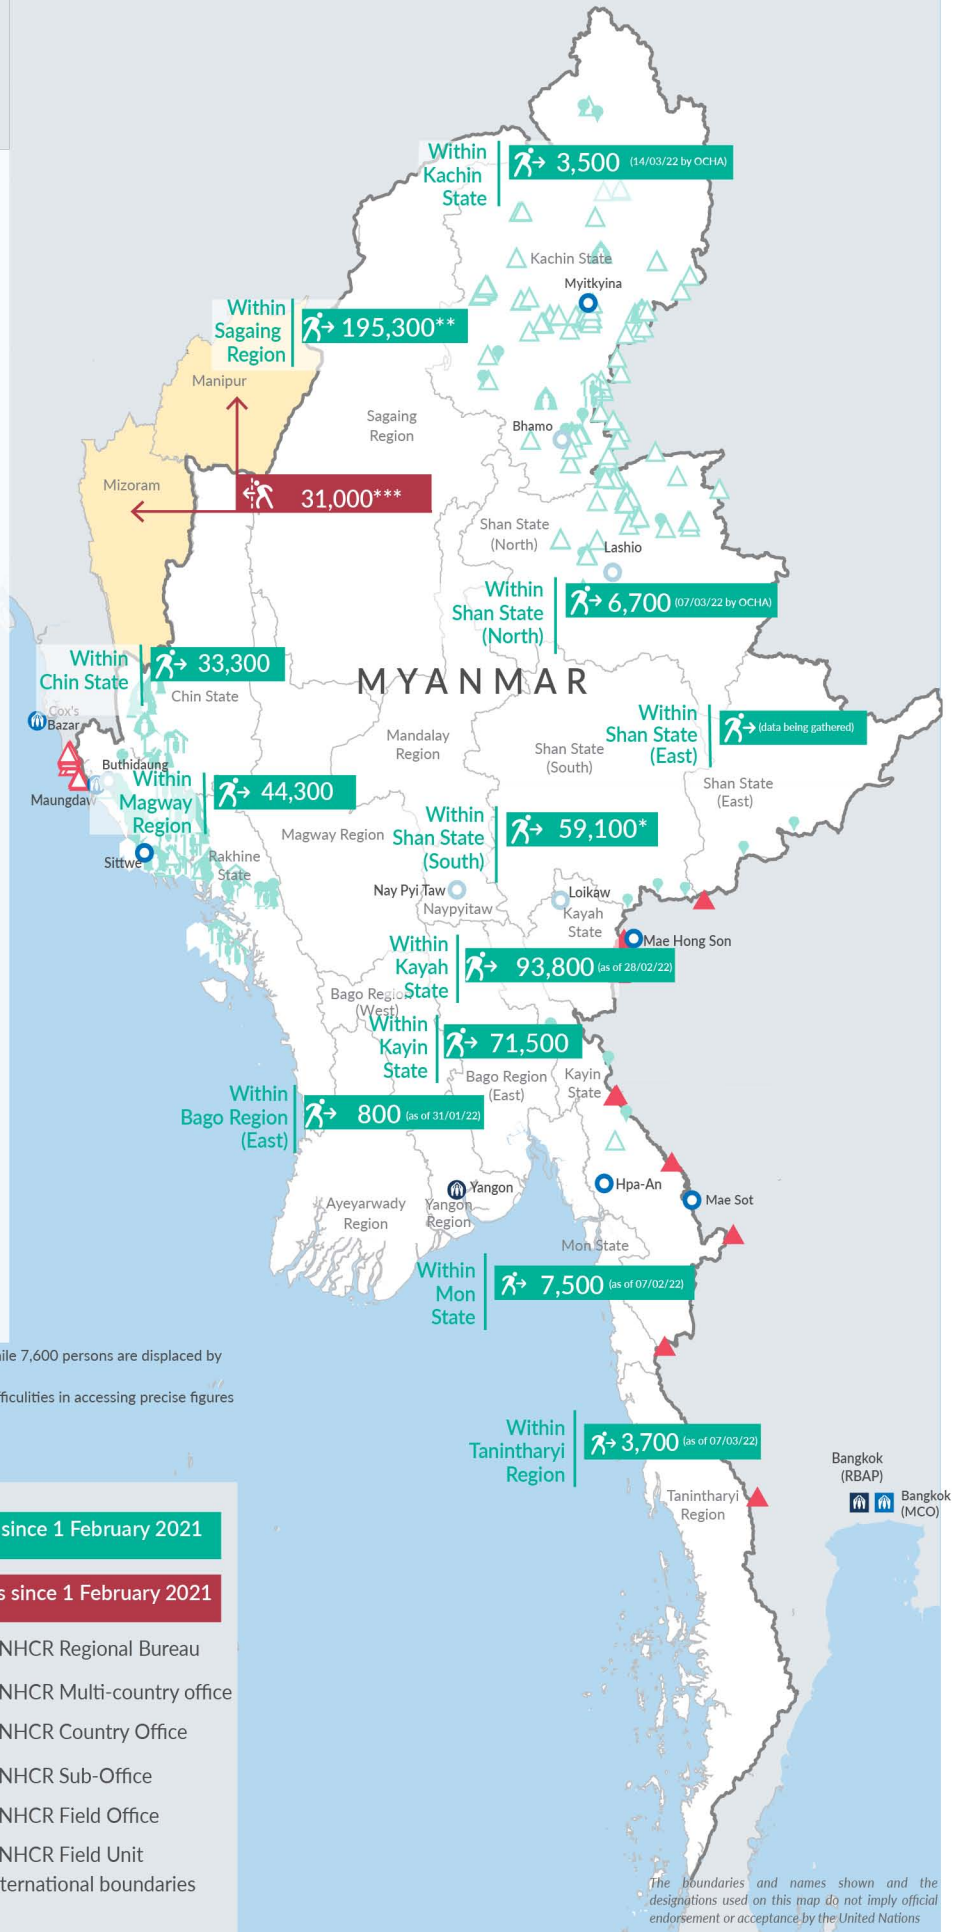 Within
Kachin
State
3,500 (14/03/22 by OCHA)
Kachin State
Myitkyina
Within
Sagaing
Region
195,300**
Manipur
Sagaing
Region
Bhamo
Mizoram
31,000***
Shan State
(North)
Lashio
Within
Shan State
(North)
6,700 (07/03/22 by OCHA)
Within
Chin State
33,300
Chin State
MYANMAR
Cox's
Bazar
Within
Shan State
(East)
(data being gathered)
Mandalay
Region
Shan State
(South)
Shan State
(East)
Buthidaung
Maungdaw
Within
Magway
Region
44,300
Magway Region
Within
Shan State
(South)
59,100*
Sittwe
Rakhine
State
Nay Pyi Taw
Naypyitaw
Loikaw
Kayah
State
Mae Hong Son
Within
Kayah
State
93,800 (as of 28/02/22)
Bago Region
(West)
Within
Kayin
State
71,500
Bago Region
(East)
Kayin
State
Within
Bago Region
(East)
800 (as of 31/01/22)
Hpa-An
Mae Sot
Yangon
Yangon
Region
Ayeyarwady
Region
Mon State
Within
Mon
State
7,500 (as of 07/02/22)
ile 7,600 persons are displaced by
fficulities in accessing precise figures
Within
Tanintharyi
Region
3,700 (as of 07/03/22)
Tanintharyi
Region
Bangkok
(RBAP)
Bangkok
(MCO)
since 1 February 2021
s since 1 February 2021
NHCR Regional Bureau
NHCR Multi-country office
NHCR Country Office
NHCR Sub-Office
NHCR Field Office
NHCR Field Unit
ternational boundaries
The boundaries and names shown and the
designations used on this map do not imply official
endorsement or acceptance by the United Nations